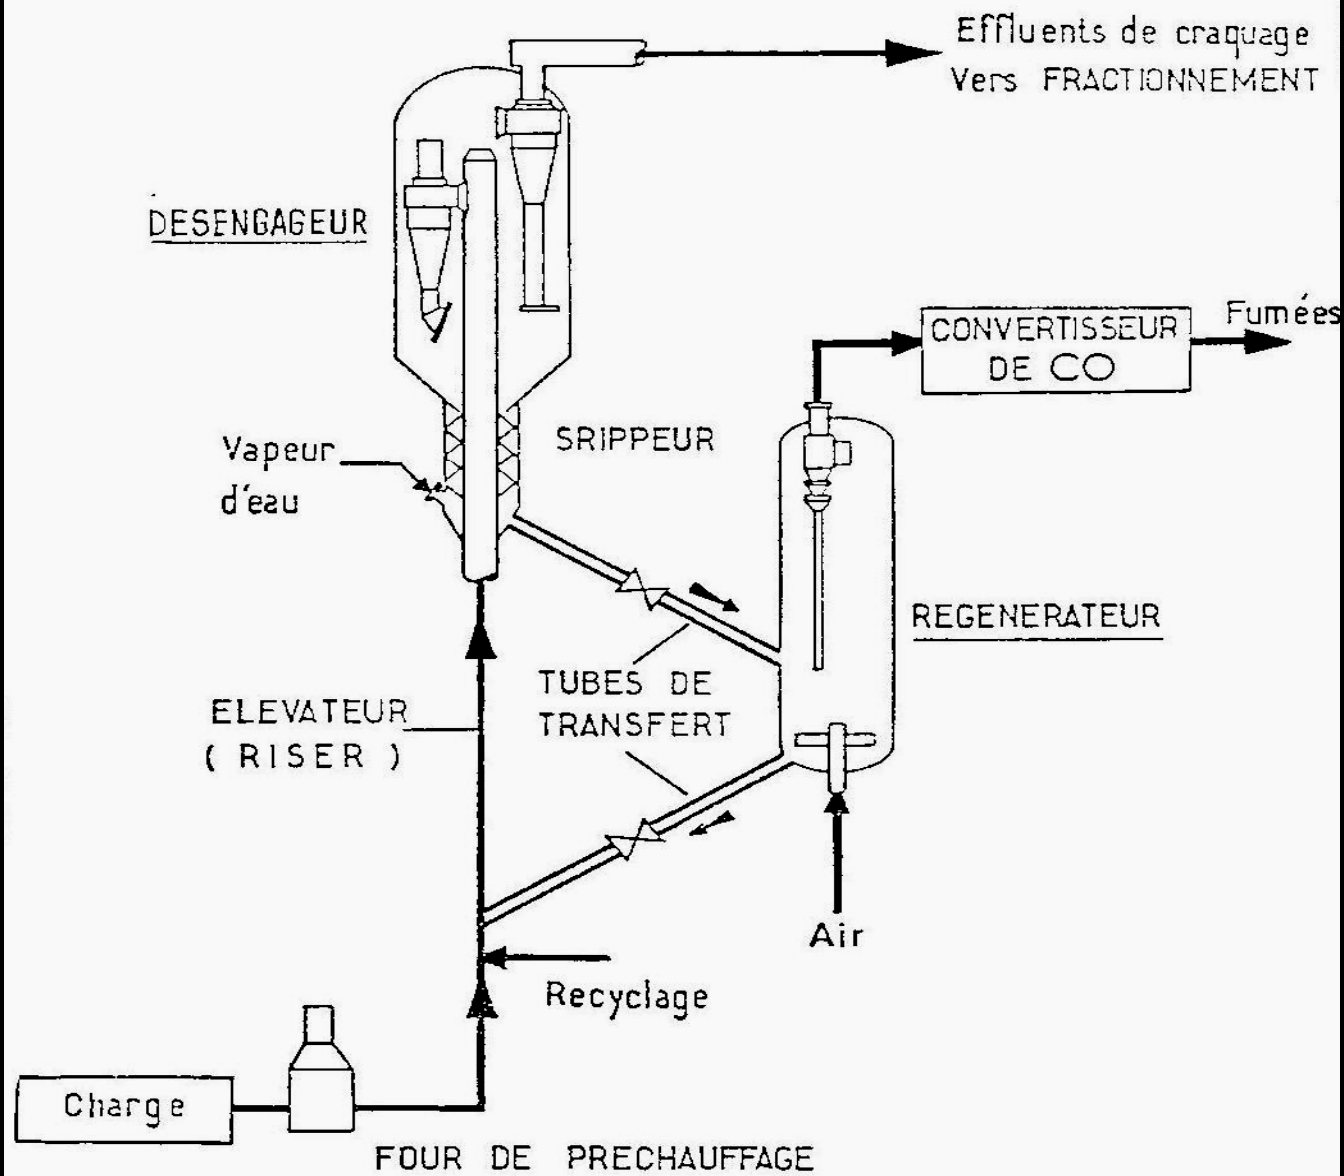 Effluents de craquage
Vers FRACTIONNEMENT
DESENGAGEUR
Fumées
CONVERTISSEUR
DE CO
SRIPPEUR
Vapeur
d'eau
REGENERATEUR
TUBES DE
TRANSFERT
ELEVATEUR
( RISER )
Air
Recyclage
Charge
FOUR DE PRECHAUFFAGE